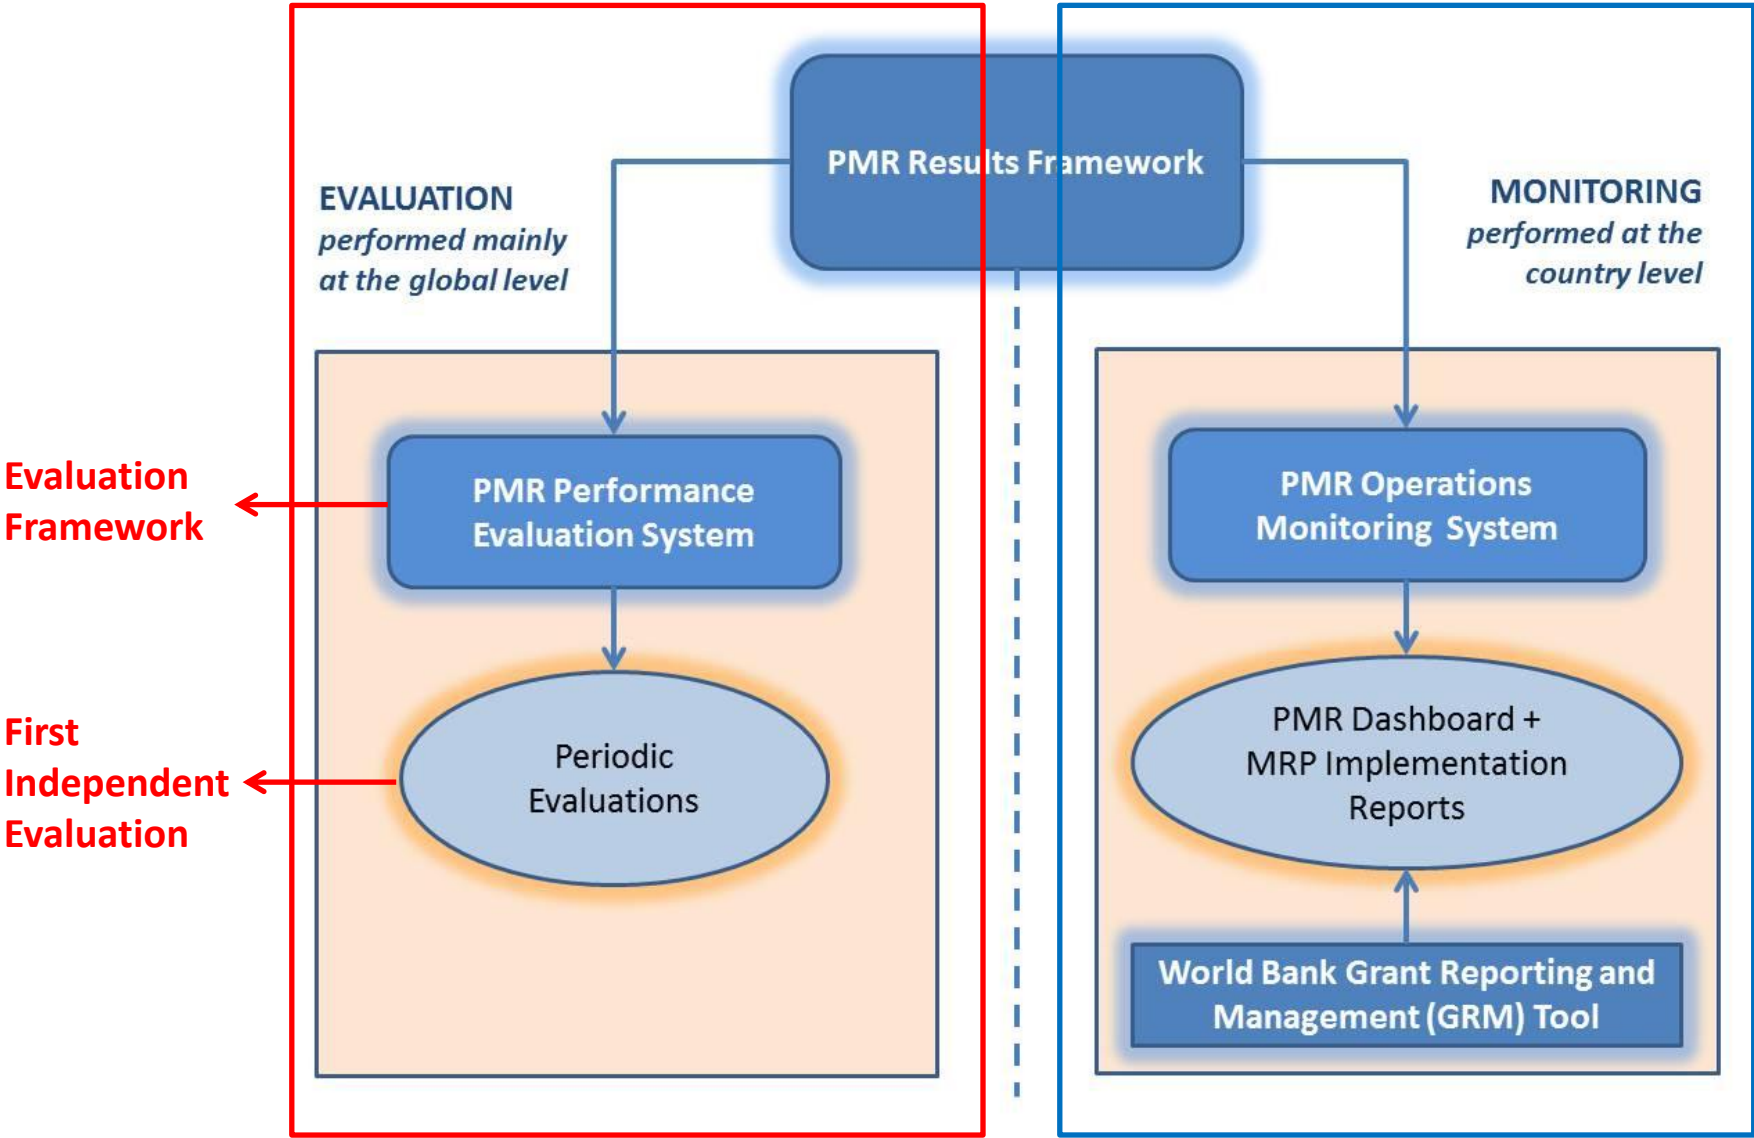 PMR Results Framework
EVALUATION
performed mainly
at the global level
MONITORING
performed at the
country level
Evaluation
Framework
PMR Performance
Evaluation System
PMR Operations
Monitoring System
First
Independent
Evaluation
Periodic
Evaluations
PMR Dashboard +
MRP Implementation
Reports
World Bank Grant Reporting and
Management (GRM) Tool